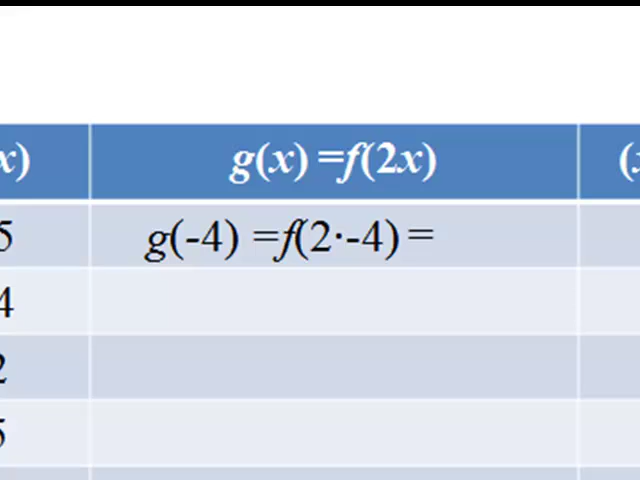 x) g(x) =f(2x) (x
5 g(-4) =f(2·-4) =
4
2
5